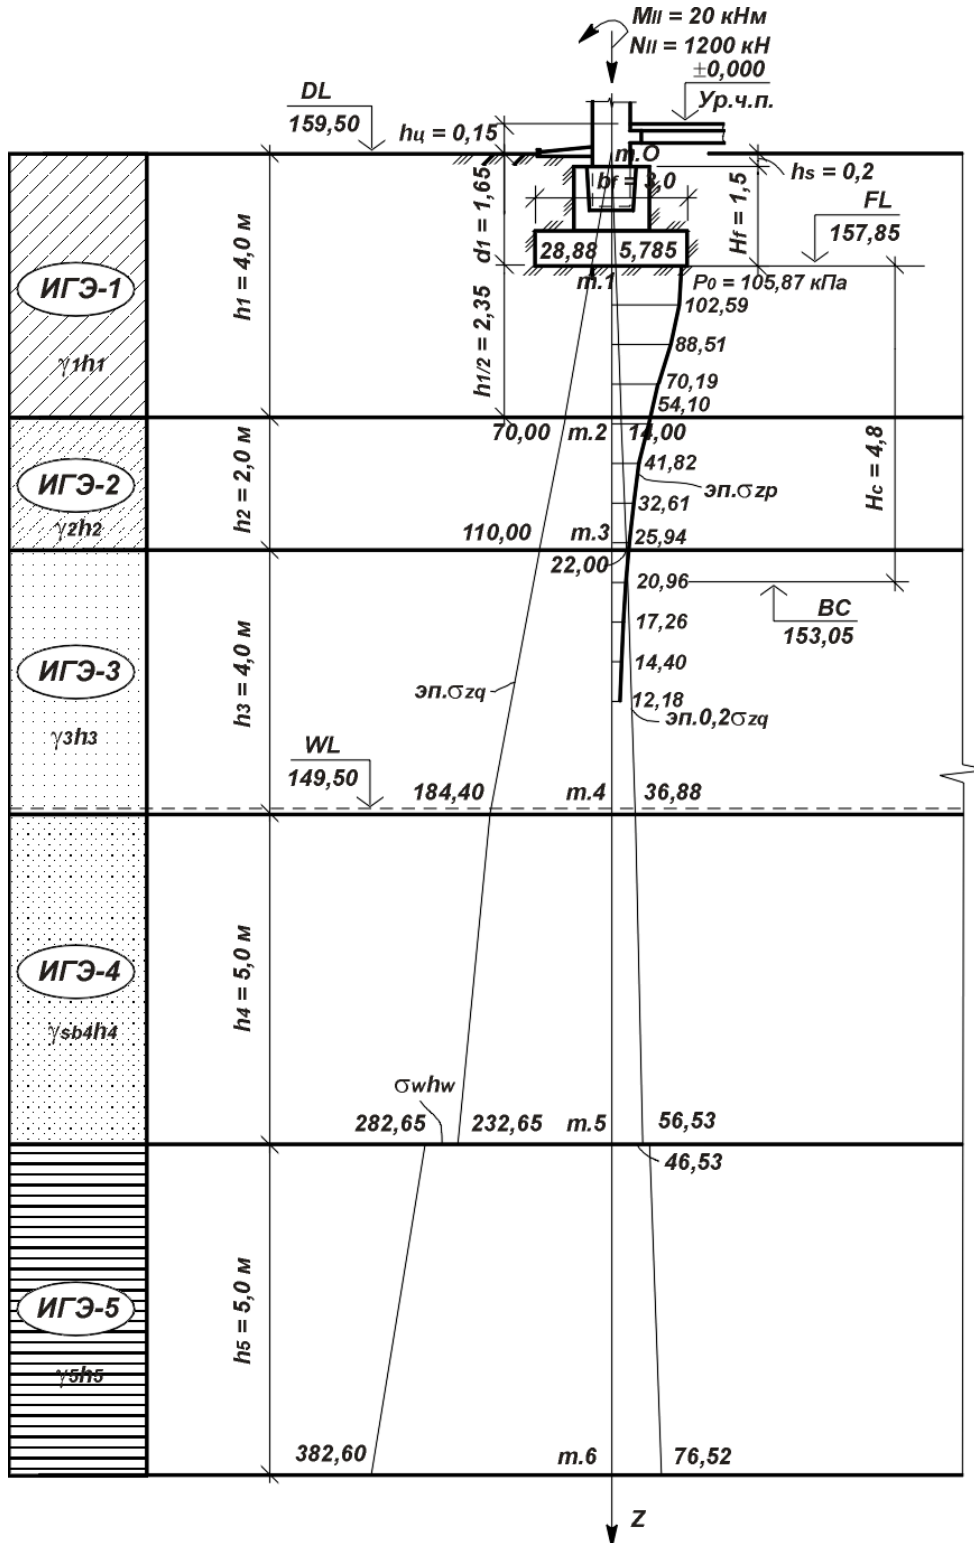 MII = 20 кНм
NII = 1200 кН
±0,000
Ур.ч.п.
DL
159,50
hц = 0,15
т.О
hs = 0,2
bf = 3,0
d1 = 1,65
Hf = 1,5
FL
157,85
28,88
5,785
т.1
P0 = 105,87 кПа
ИГЭ-1
γ1h1
h1 = 4,0 м
h1/2 = 2,35
102,59
88,51
70,19
54,10
70,00
т.2
14,00
ИГЭ-2
γ2h2
h2 = 2,0 м
41,82
эп.σzp
32,61
Hc = 4,8
110,00
т.3
25,94
22,00
20,96
BC
153,05
17,26
14,40
12,18
ИГЭ-3
γ3h3
h3 = 4,0 м
эп.σzq
эп.0,2σzq
WL
149,50
184,40
т.4
36,88
ИГЭ-4
γsb4h4
h4 = 5,0 м
σwhw
282,65
232,65
т.5
56,53
46,53
ИГЭ-5
γ5h5
h5 = 5,0 м
382,60
т.6
76,52
Z